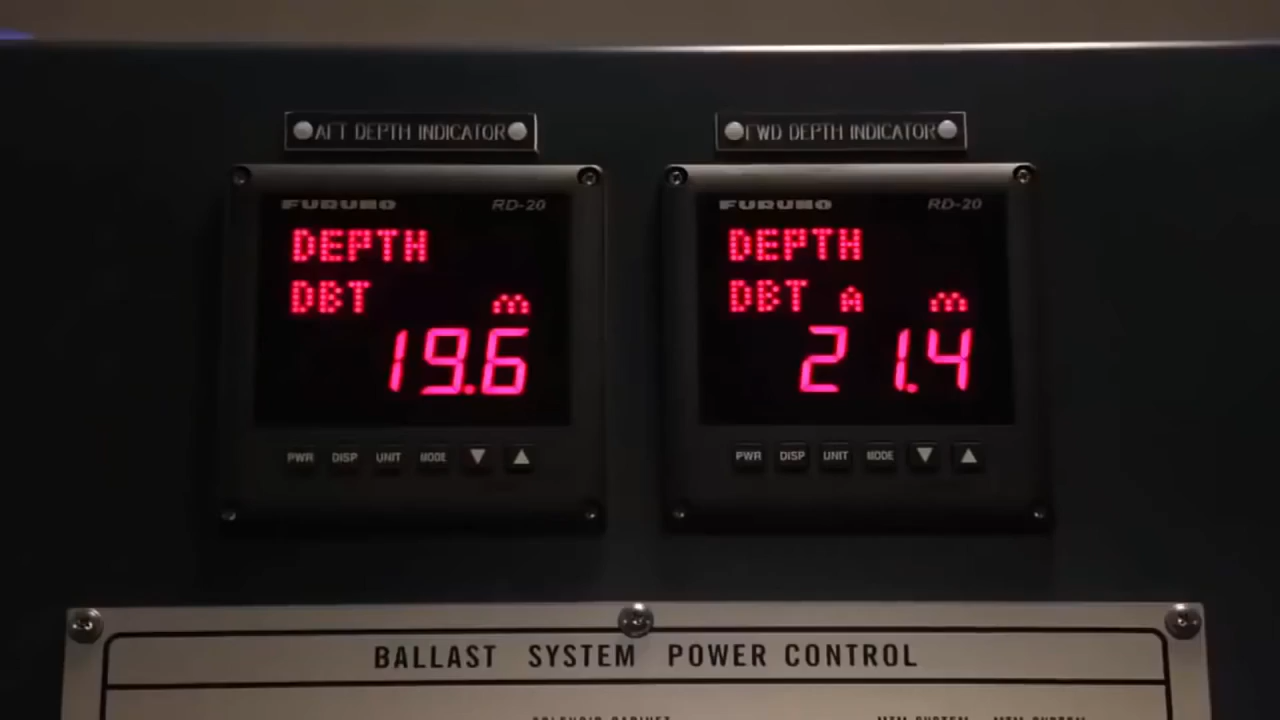 AFT DEPTH INDICATOR
FURUNO RD-20
DEPTH
DBT m
19.6
PWR DISP UNIT MODE ▼ ▲
FWD DEPTH INDICATOR
FURUNO RD-20
DEPTH
DBT A m
21.4
PWR DISP UNIT MODE ▼ ▲
BALLAST SYSTEM POWER CONTROL